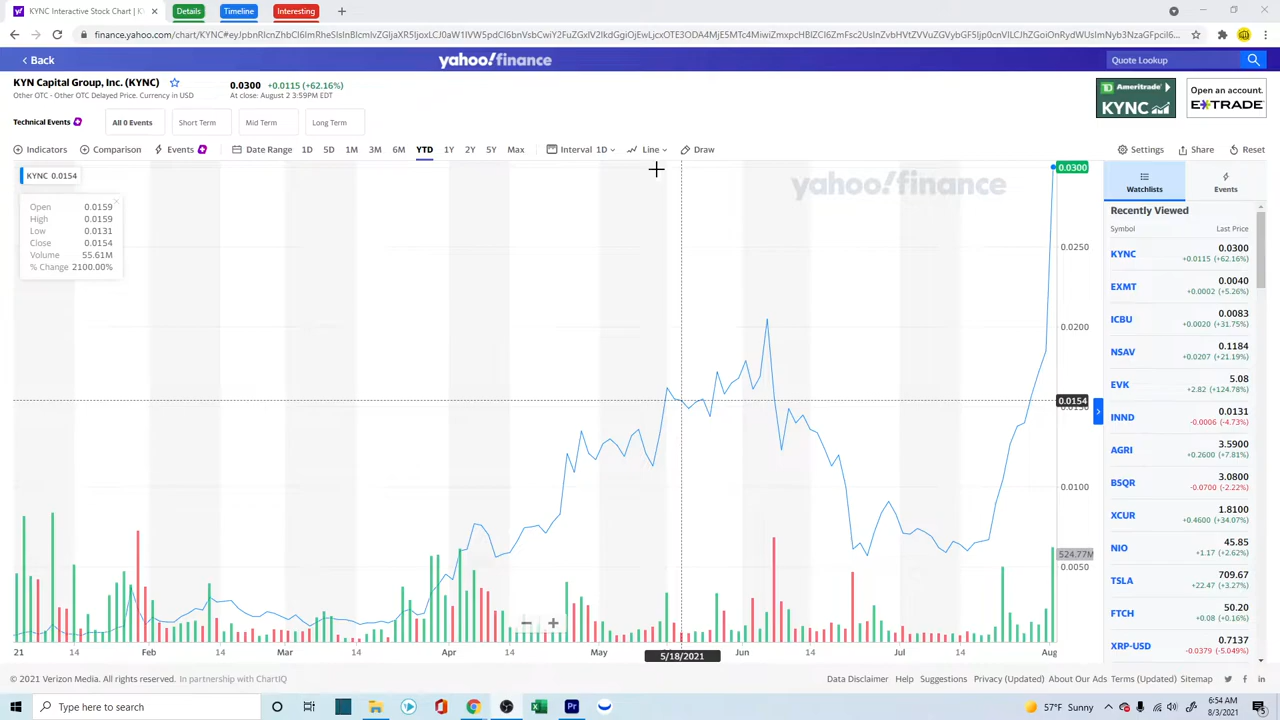 KYNC Interactive Stock Chart | K
Details
Timeline
Interesting
Back
yahoo!finance
Quote Lookup
KYN Capital Group, Inc. (KYNC)
Other OTC - Other OTC Delayed Price. Currency in USD
0.0300 +0.0115 (+62.16%)
At close: August 2 3:59PM EDT
TD Ameritrade
KYNC
Open an account.
E*TRADE
Technical Events
All 0 Events
Short Term
Mid Term
Long Term
Indicators
Comparison
Events
Date Range
1D 5D 1M 3M 6M YTD 1Y 2Y 5Y Max
Interval 1D
Line
Draw
Settings
Share
Reset
KYNC 0.0154
Open 0.0159
High 0.0159
Low 0.0131
Close 0.0154
Volume 55.61M
% Change 2100.00%
yahoo!finance
0.0300
0.0250
0.0200
0.0154
0.0100
524.77M
0.0050
21 14 Feb 14 Mar 14 Apr 14 May 5/18/2021 Jun 14 Jul 14 Aug
Watchlists
Events
Recently Viewed
Symbol Last Price
KYNC 0.0300
+0.0115 (+62.16%)
EXMT 0.0040
+0.0002 (+5.26%)
ICBU 0.0083
+0.0020 (+31.75%)
NSAV 0.1184
+0.0207 (+21.19%)
EVK 5.08
+2.82 (+124.78%)
INND 0.0131
-0.0006 (-4.73%)
AGRI 3.5900
+0.2600 (+7.81%)
BSQR 3.0800
-0.0700 (-2.22%)
XCUR 1.8100
+0.4600 (+34.07%)
NIO 45.85
+1.17 (+2.62%)
TSLA 709.67
+22.47 (+3.27%)
FTCH 50.20
+0.08 (+0.16%)
XRP-USD 0.7137
-0.0379 (-5.049%)
© 2021 Verizon Media. All rights reserved. In partnership with ChartIQ
Data Disclaimer Help Suggestions Privacy (Updated) About Our Ads Terms (Updated) Sitemap
Type here to search
57°F Sunny
6:54 AM
8/3/2021